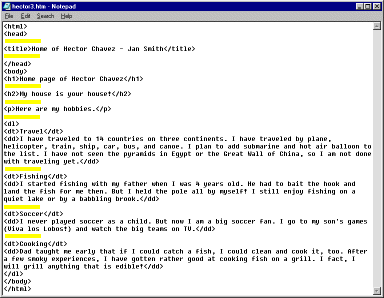 hector3.htm - Notepad
File Edit Search Help
<html>
<head>
<title>Home of Hector Chavez - Jan Smith</title>
</head>
<body>
<h1>Home page of Hector Chavez</h1>
<h2>My house is your house!</h2>
<p>Here are my hobbies.</p>
<dl>
<dt>Travel</dt>
<dd>I have traveled to 14 countries on three continents. I have traveled by plane,
helicopter, train, ship, car, bus, and canoe. I plan to add submarine and hot air balloon to
the list. I have not seen the pyramids in Egypt or the Great Wall of China, so I am not done
with traveling yet.</dd>
<dt>Fishing</dt>
<dd>I started fishing with my father when I was 4 years old. He had to bait the hook and
land the fish for me then. But I held the pole all by myself! I still enjoy fishing on a
quiet lake or by a babbling brook.</dd>
<dt>Soccer</dt>
<dd>I never played soccer as a child. But now I am a big soccer fan. I go to my son's games
(Viva los Lobos!) and watch the big teams on TV.</dd>
<dt>Cooking</dt>
<dd>Dad taught me early that if I could catch a fish, I could clean and cook it, too. After
a few smoky experiences, I have gotten rather good at cooking fish on a grill. I fact, I
will grill anything that is edible!</dd>
</dl>
</body>
</html>